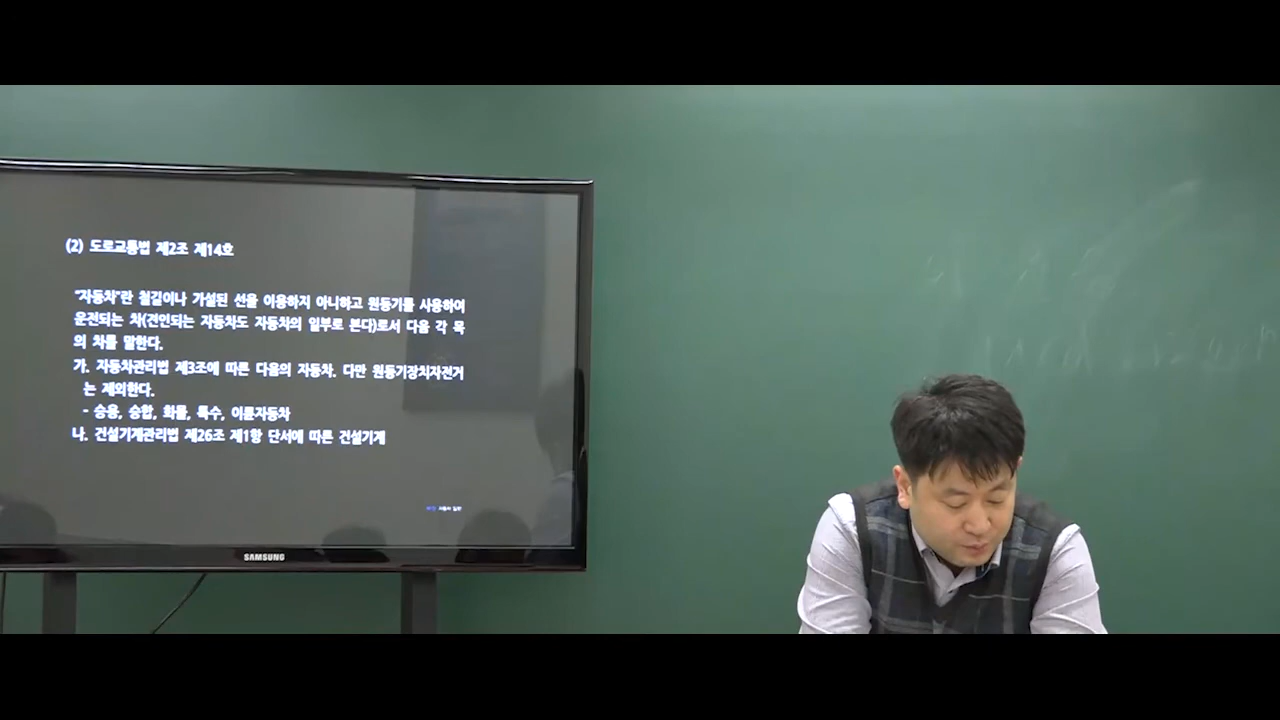 (2) 도로교통법 제2조 제14호
"자동차"란 철길이나 가설된 선을 이용하지 아니하고 원동기를 사용하여
운전되는 차(견인되는 자동차도 자동차의 일부로 본다)로서 다음 각 목
의 차를 말한다.
가. 자동차관리법 제3조에 따른 다음의 자동차. 다만 원동기장치자전거
는 제외한다.
- 승용, 승합, 화물, 특수, 이륜자동차
나. 건설기계관리법 제26조 제1항 단서에 따른 건설기계
SAMSUNG